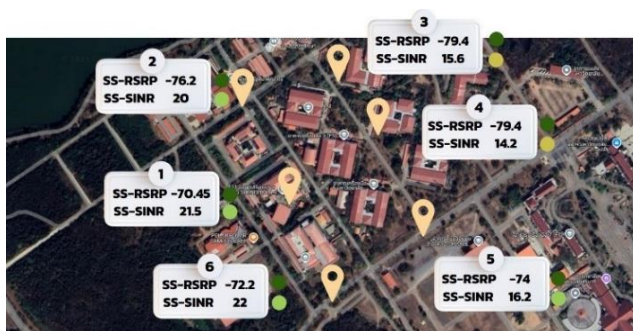 3
SS-RSRP -79.4
SS-SINR 15.6
2
SS-RSRP -76.2
SS-SINR 20
4
SS-RSRP -79.4
SS-SINR 14.2
1
SS-RSRP -70.45
SS-SINR 21.5
6
SS-RSRP -72.2
SS-SINR 22
5
SS-RSRP -74
SS-SINR 16.2